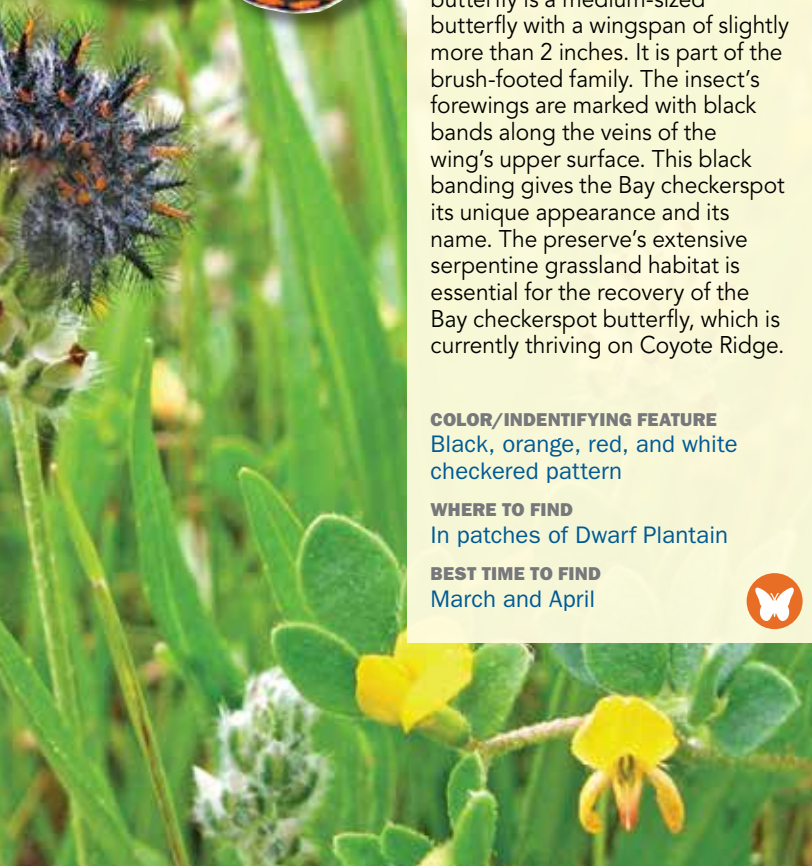 butterfly is a medium-sized
butterfly with a wingspan of slightly
more than 2 inches. It is part of the
brush-footed family. The insect's
forewings are marked with black
bands along the veins of the
wing's upper surface. This black
banding gives the Bay checkerspot
its unique appearance and its
name. The preserve's extensive
serpentine grassland habitat is
essential for the recovery of the
Bay checkerspot butterfly, which is
currently thriving on Coyote Ridge.
COLOR/INDENTIFYING FEATURE
Black, orange, red, and white
checkered pattern
WHERE TO FIND
In patches of Dwarf Plantain
BEST TIME TO FIND
March and April